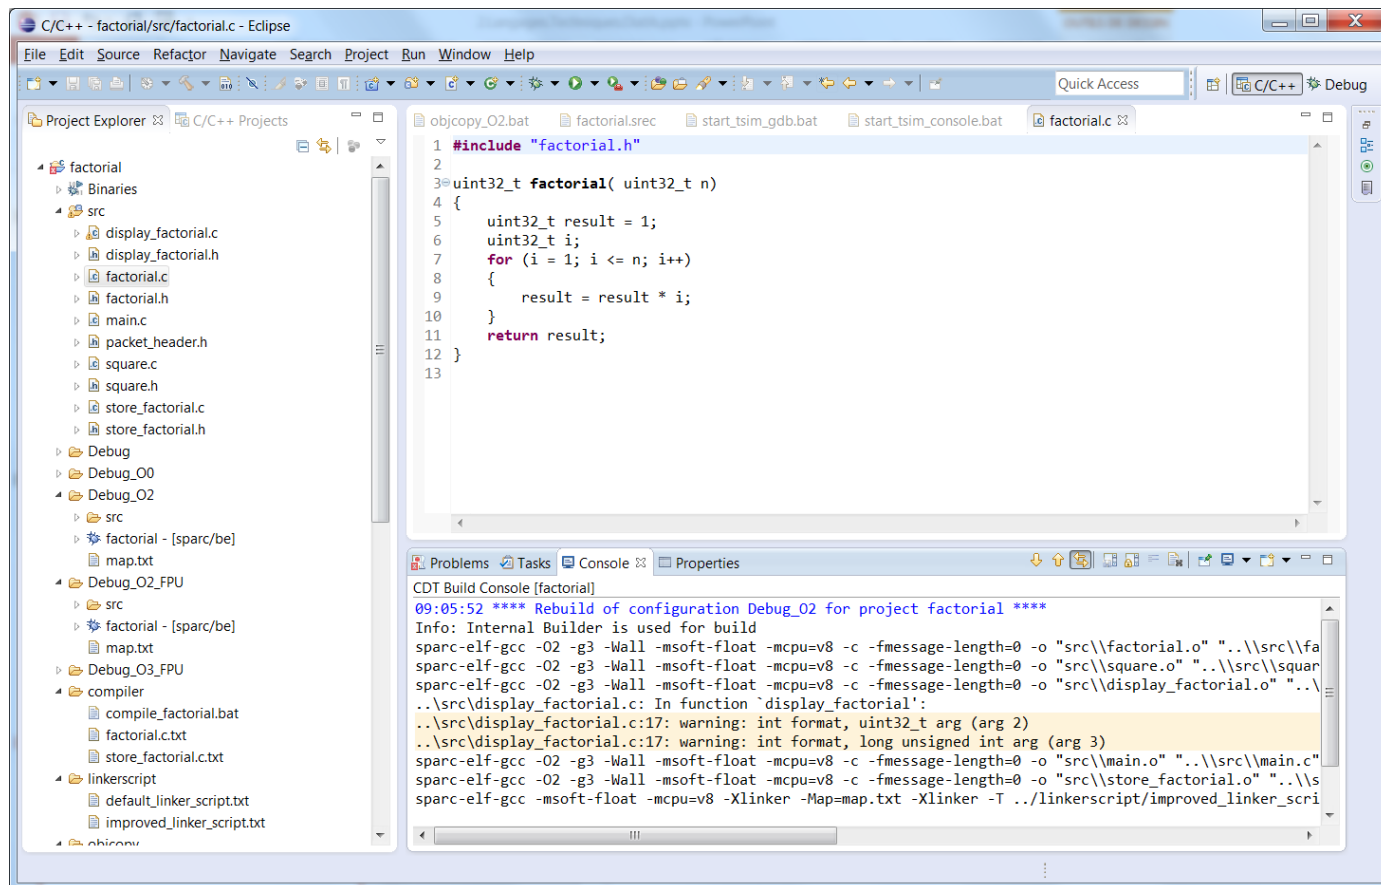 C/C++ - factorial/src/factorial.c - Eclipse
File Edit Source Refactor Navigate Search Project Run Window Help
Quick Access
C/C++
Debug
Project Explorer
C/C++ Projects
factorial
Binaries
src
display_factorial.c
display_factorial.h
factorial.c
factorial.h
main.c
packet_header.h
square.c
square.h
store_factorial.c
store_factorial.h
Debug
Debug_O0
Debug_O2
src
factorial - [sparc/be]
map.txt
Debug_O2_FPU
src
factorial - [sparc/be]
map.txt
Debug_O3_FPU
compiler
compile_factorial.bat
factorial.c.txt
store_factorial.c.txt
linkerscript
default_linker_script.txt
improved_linker_script.txt
objcopy
objcopy_O2.bat
factorial.srec
start_tsim_gdb.bat
start_tsim_console.bat
factorial.c
1 #include "factorial.h"
2
3 uint32_t factorial( uint32_t n)
4 {
5 uint32_t result = 1;
6 uint32_t i;
7 for (i = 1; i <= n; i++)
8 {
9 result = result * i;
10 }
11 return result;
12 }
13
Problems Tasks Console Properties
CDT Build Console [factorial]
09:05:52 **** Rebuild of configuration Debug_O2 for project factorial ****
Info: Internal Builder is used for build
sparc-elf-gcc -O2 -g3 -Wall -msoft-float -mcpu=v8 -c -fmessage-length=0 -o "src\\factorial.o" "..\\src\\fa
sparc-elf-gcc -O2 -g3 -Wall -msoft-float -mcpu=v8 -c -fmessage-length=0 -o "src\\square.o" "..\\src\\squar
sparc-elf-gcc -O2 -g3 -Wall -msoft-float -mcpu=v8 -c -fmessage-length=0 -o "src\\display_factorial.o" "..\
..\src\display_factorial.c: In function `display_factorial':
..\src\display_factorial.c:17: warning: int format, uint32_t arg (arg 2)
..\src\display_factorial.c:17: warning: int format, long unsigned int arg (arg 3)
sparc-elf-gcc -O2 -g3 -Wall -msoft-float -mcpu=v8 -c -fmessage-length=0 -o "src\\main.o" "..\\src\\main.c"
sparc-elf-gcc -O2 -g3 -Wall -msoft-float -mcpu=v8 -c -fmessage-length=0 -o "src\\store_factorial.o" "..\\s
sparc-elf-gcc -msoft-float -mcpu=v8 -Xlinker -Map=map.txt -Xlinker -T ../linkerscript/improved_linker_scri